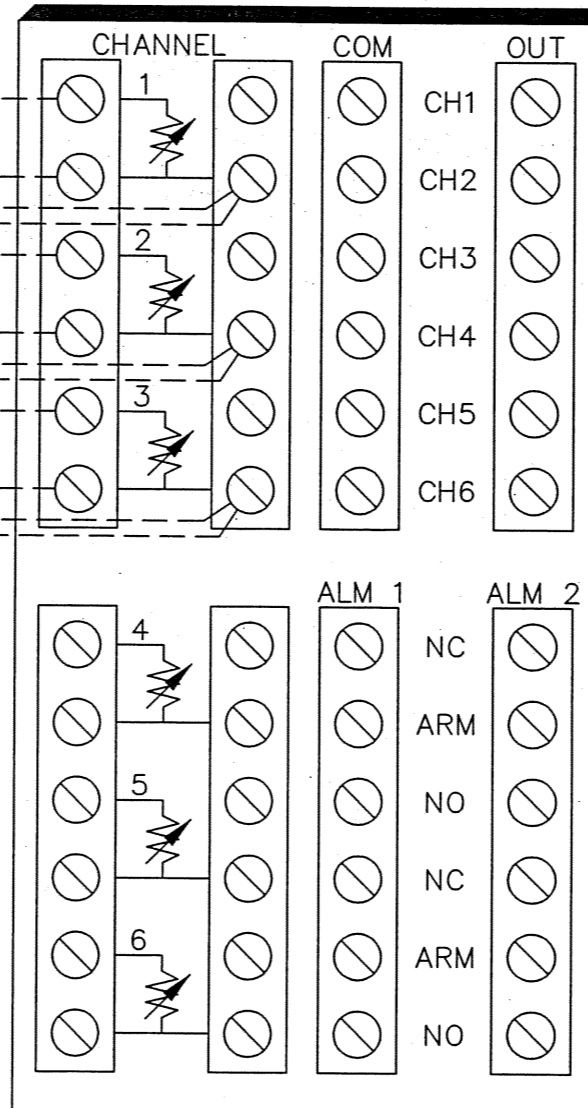 CHANNEL COM OUT
1 CH1
CH2
2 CH3
CH4
3 CH5
CH6
ALM 1 ALM 2
4 NC
ARM
5 NO
NC
6 ARM
NO